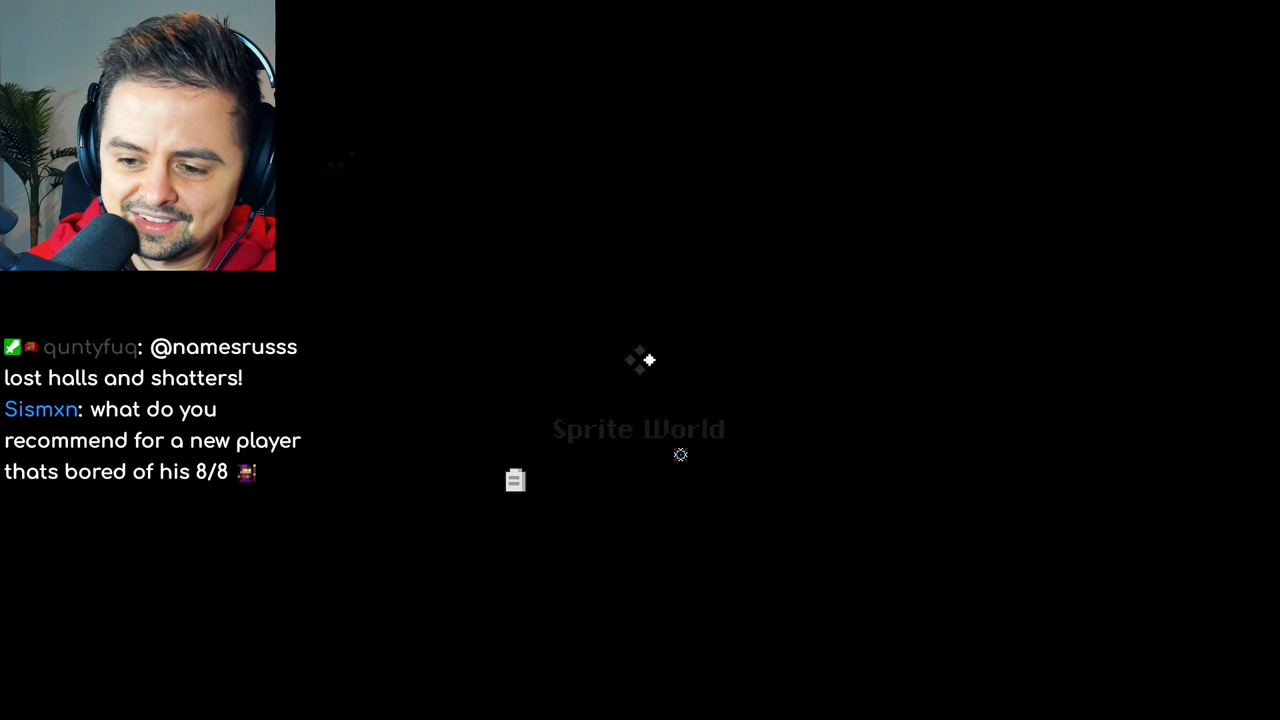 quntyfuq: @namesrusss
lost halls and shatters!
Sismxn: what do you
recommend for a new player
thats bored of his 8/8
Sprite World